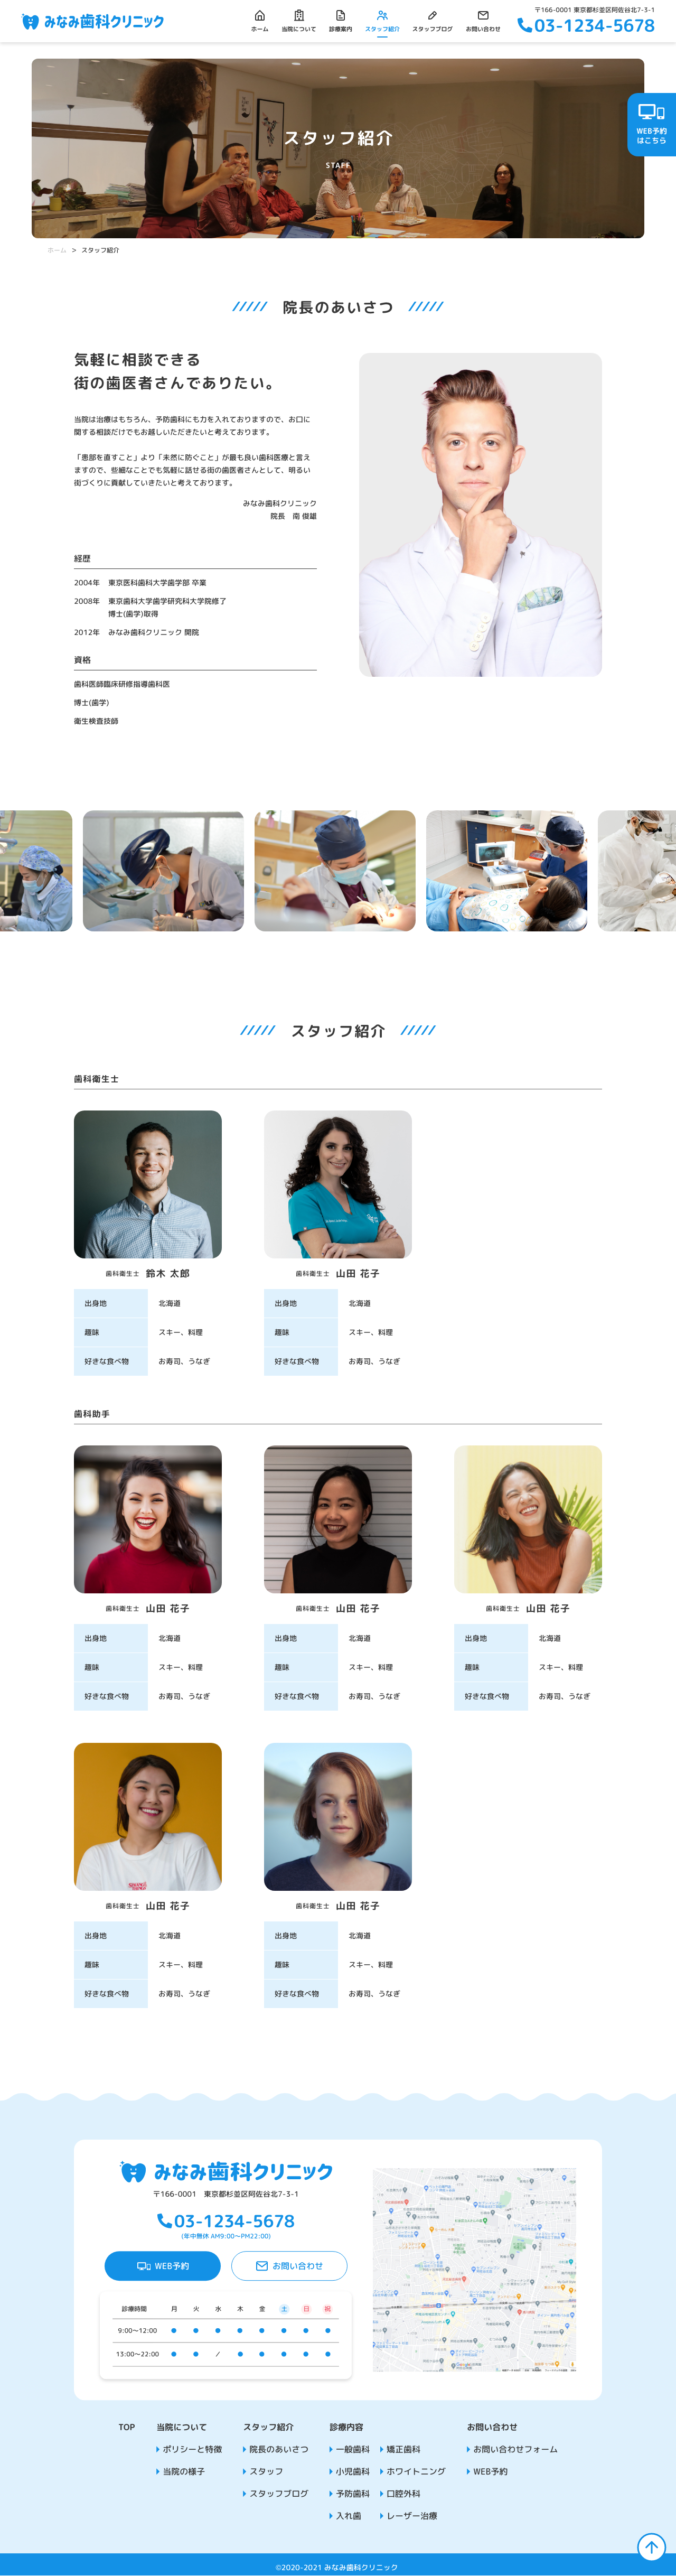 みなみ歯科クリニック
ホーム
当院について
診療案内
スタッフ紹介
スタッフブログ
お問い合わせ
〒166-0001 東京都杉並区阿佐谷北7-3-1
03-1234-5678
WEB予約
はこちら
スタッフ紹介
STAFF
ホーム > スタッフ紹介
院長のあいさつ
気軽に相談できる
街の歯医者さんでありたい。
当院は治療はもちろん、予防歯科にも力を入れておりますので、お口に
関する相談だけでもお越しいただきたいと考えております。
「患部を直すこと」より「未然に防ぐこと」が最も良い歯科医療と言え
ますので、些細なことでも気軽に話せる街の歯医者さんとして、明るい
街づくりに貢献していきたいと考えております。
みなみ歯科クリニック
院長 南 俊雄
経歴
2004年 東京医科歯科大学歯学部 卒業
2008年 東京歯科大学歯学研究科大学院修了
博士(歯学)取得
2012年 みなみ歯科クリニック 開院
資格
歯科医師臨床研修指導歯科医
博士(歯学)
衛生検査技師
スタッフ紹介
歯科衛生士
歯科衛生士 鈴木 太郎
出身地 北海道
趣味 スキー、料理
好きな食べ物 お寿司、うなぎ
歯科衛生士 山田 花子
出身地 北海道
趣味 スキー、料理
好きな食べ物 お寿司、うなぎ
歯科助手
歯科衛生士 山田 花子
出身地 北海道
趣味 スキー、料理
好きな食べ物 お寿司、うなぎ
歯科衛生士 山田 花子
出身地 北海道
趣味 スキー、料理
好きな食べ物 お寿司、うなぎ
歯科衛生士 山田 花子
出身地 北海道
趣味 スキー、料理
好きな食べ物 お寿司、うなぎ
歯科衛生士 山田 花子
出身地 北海道
趣味 スキー、料理
好きな食べ物 お寿司、うなぎ
歯科衛生士 山田 花子
出身地 北海道
趣味 スキー、料理
好きな食べ物 お寿司、うなぎ
みなみ歯科クリニック
〒166-0001 東京都杉並区阿佐谷北7-3-1
03-1234-5678
(年中無休 AM9:00〜PM22:00)
WEB予約
お問い合わせ
診療時間 月 火 水 木 金 土 日 祝
9:00〜12:00 ● ● ● ● ● ● ● ●
13:00〜22:00 ● ● / ● ● ● ● ●
TOP
当院について
ポリシーと特徴
当院の様子
スタッフ紹介
院長のあいさつ
スタッフ
スタッフブログ
診療内容
一般歯科
小児歯科
予防歯科
入れ歯
矯正歯科
ホワイトニング
口腔外科
レーザー治療
お問い合わせ
お問い合わせフォーム
WEB予約
©2020-2021 みなみ歯科クリニック